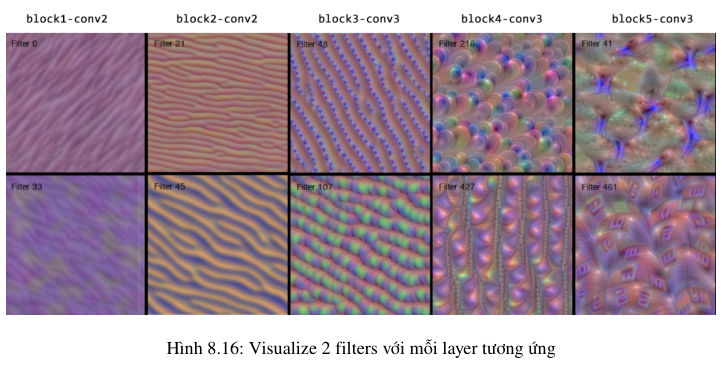 block1-conv2 block2-conv2 block3-conv3 block4-conv3 block5-conv3
Filter 0 Filter 21 Filter 48 Filter 216 Filter 41
Filter 33 Filter 45 Filter 107 Filter 427 Filter 461
Hình 8.16: Visualize 2 filters với mỗi layer tương ứng